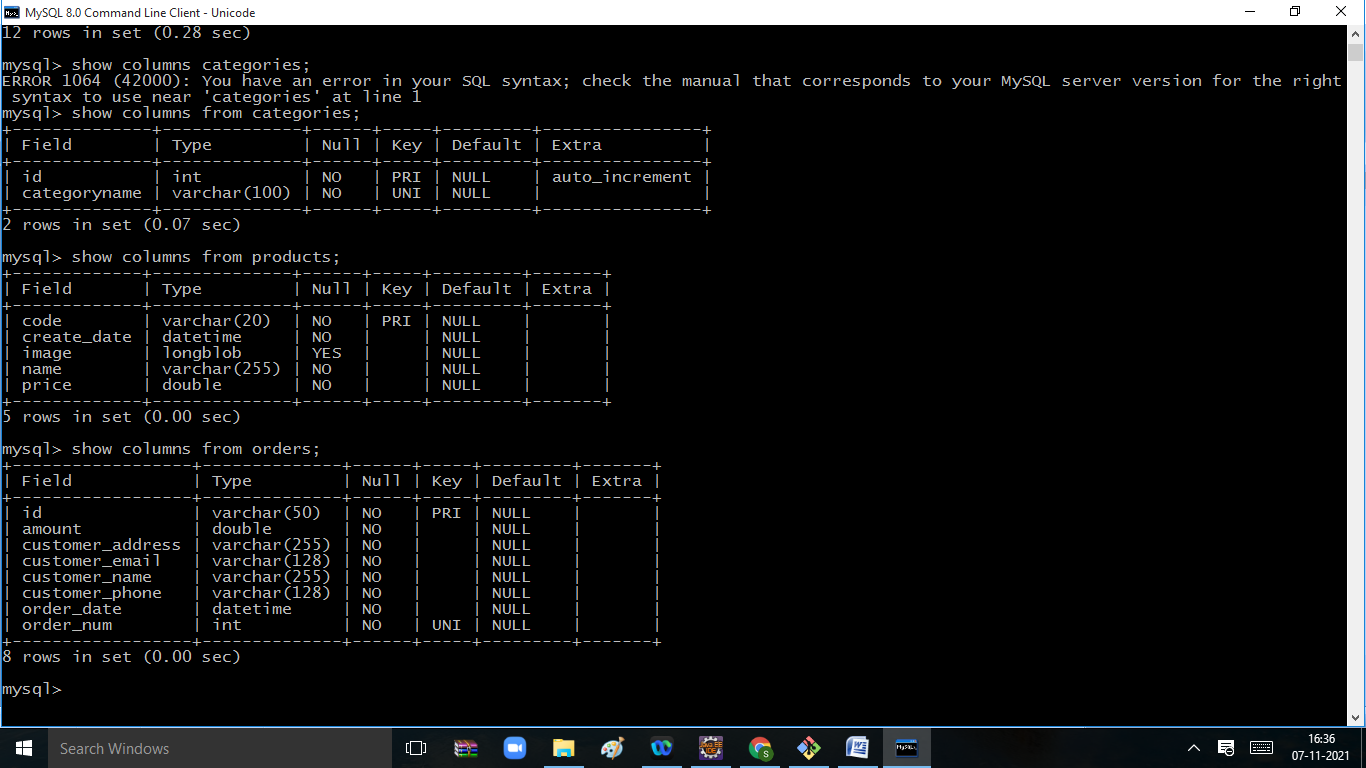 MySQL 8.0 Command Line Client - Unicode
12 rows in set (0.28 sec)
mysql> show columns categories;
ERROR 1064 (42000): You have an error in your SQL syntax; check the manual that corresponds to your MySQL server version for the right
syntax to use near 'categories' at line 1
mysql> show columns from categories;
+--------------+--------------+------+-----+---------+----------------+
| Field        | Type         | Null | Key | Default | Extra          |
+--------------+--------------+------+-----+---------+----------------+
| id           | int          | NO   | PRI | NULL    | auto_increment |
| categoryname | varchar(100) | NO   | UNI | NULL    |                |
+--------------+--------------+------+-----+---------+----------------+
2 rows in set (0.07 sec)
mysql> show columns from products;
+-------------+--------------+------+-----+---------+-------+
| Field       | Type         | Null | Key | Default | Extra |
+-------------+--------------+------+-----+---------+-------+
| code        | varchar(20)  | NO   | PRI | NULL    |       |
| create_date | datetime     | NO   |     | NULL    |       |
| image       | longblob     | YES  |     | NULL    |       |
| name        | varchar(255) | NO   |     | NULL    |       |
| price       | double       | NO   |     | NULL    |       |
+-------------+--------------+------+-----+---------+-------+
5 rows in set (0.00 sec)
mysql> show columns from orders;
+------------------+--------------+------+-----+---------+-------+
| Field            | Type         | Null | Key | Default | Extra |
+------------------+--------------+------+-----+---------+-------+
| id               | varchar(50)  | NO   | PRI | NULL    |       |
| amount           | double       | NO   |     | NULL    |       |
| customer_address | varchar(255) | NO   |     | NULL    |       |
| customer_email   | varchar(128) | NO   |     | NULL    |       |
| customer_name    | varchar(255) | NO   |     | NULL    |       |
| customer_phone   | varchar(128) | NO   |     | NULL    |       |
| order_date       | datetime     | NO   |     | NULL    |       |
| order_num        | int          | NO   | UNI | NULL    |       |
+------------------+--------------+------+-----+---------+-------+
8 rows in set (0.00 sec)
mysql>
Search Windows
16:36
07-11-2021